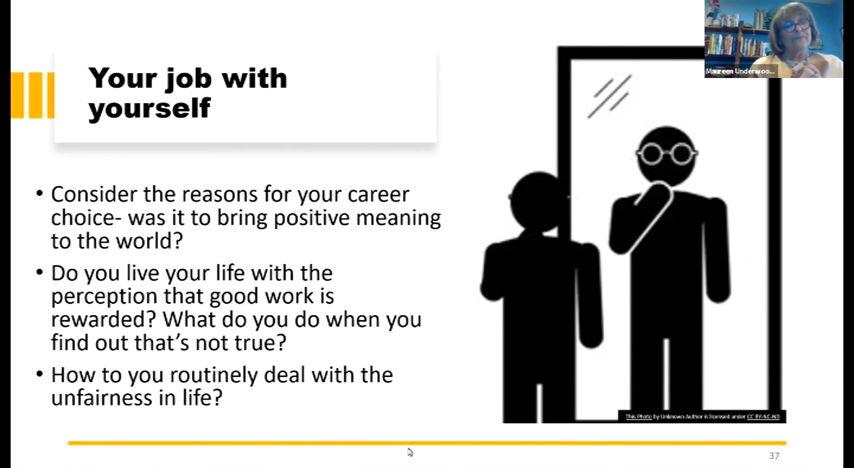 Your job with
yourself
• Consider the reasons for your career
choice- was it to bring positive meaning
to the world?
• Do you live your life with the
perception that good work is
rewarded? What do you do when you
find out that's not true?
• How to you routinely deal with the
unfairness in life?
Maureen Underwoo...
This Photo by Unknown Author is licensed under CC BY-NC-ND
37